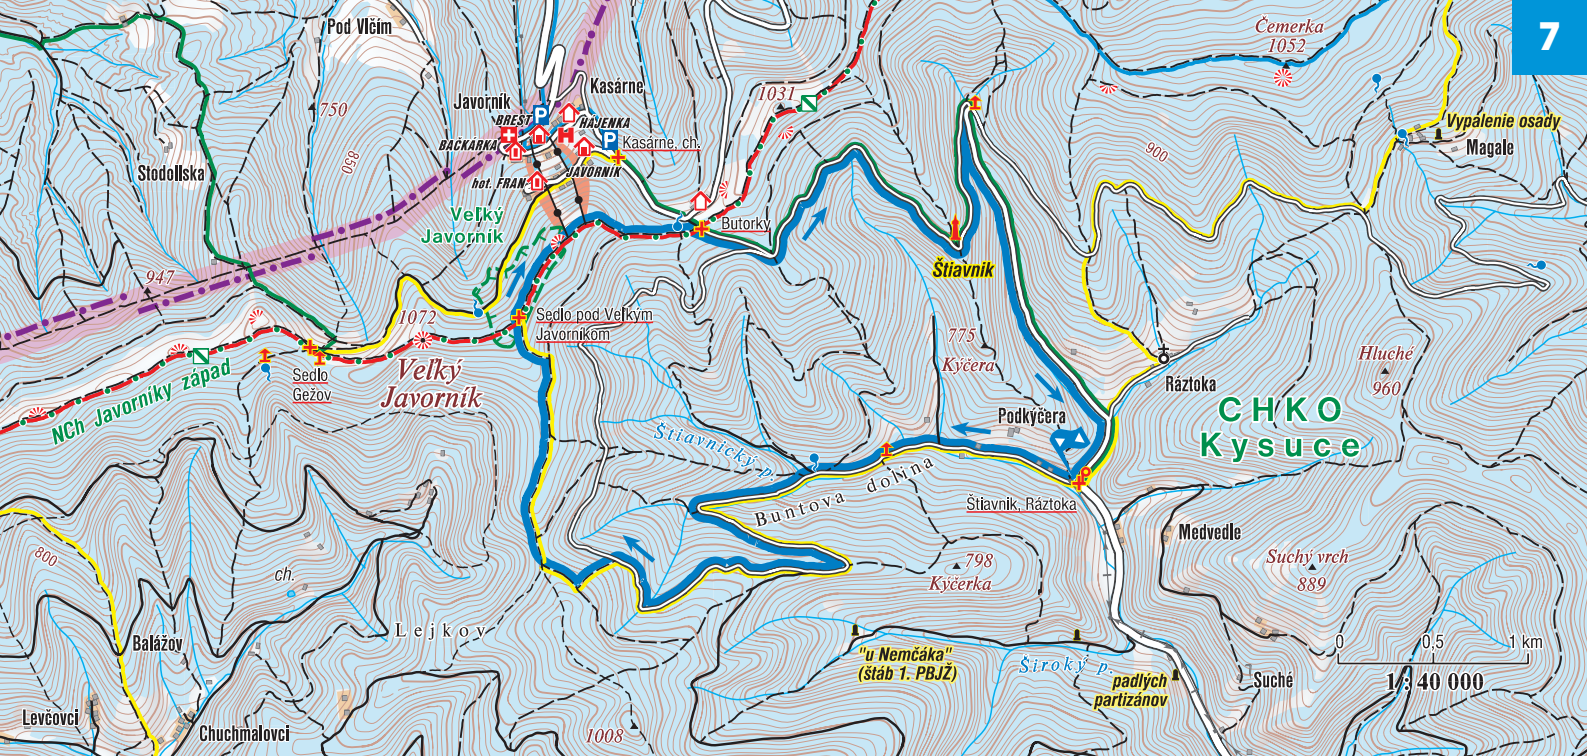 7
Pod Vlčím
Čemerka
1052
Kasárne
Javorník
750
1031
BREST
HÁJENKA
BAČKÁRKA
Kasárne, ch.
Vypalenie osady
Magale
850
Stodolíska
900
JAVORNÍK
hot. FRAN
Veľký
Javorník
Butorky
Štiavnik
947
1072
Sedlo pod Veľkým
Javorníkom
775
Kýčera
Hluché
960
Veľký
Javorník
Sedlo
Gežov
NCh Javorníky západ
Ráztoka
CHKO
Kysuce
Podkýčera
Štiavnický p.
Buntova dolina
Štiavnik, Ráztoka
Medvedle
800
798
Kýčerka
Suchý vrch
889
ch.
Lejkov
Balážov
"u Nemčáka"
(štáb 1. PBJŽ)
Široký p.
padlých
partizánov
0 0,5 1 km
1 : 40 000
Suché
Levčovci
Chuchmalovci
1008